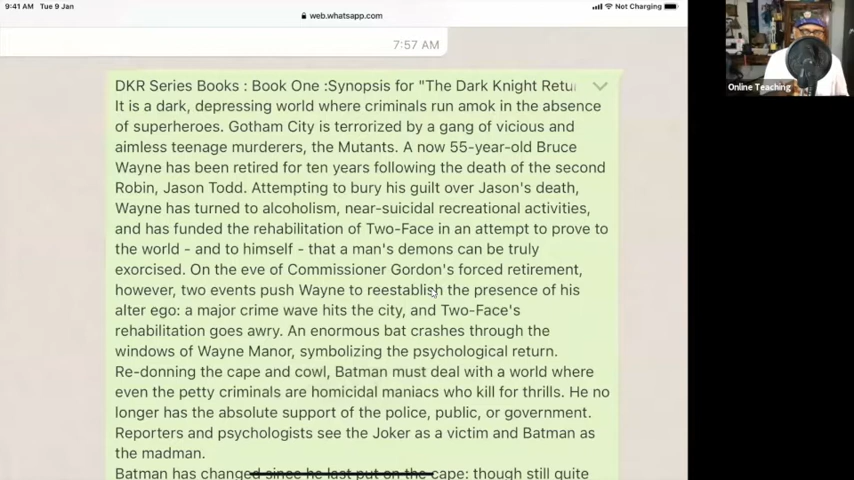 9:41 AM Tue 9 Jan
Not Charging
web.whatsapp.com
7:57 AM
Online Teaching
DKR Series Books : Book One :Synopsis for "The Dark Knight Retu
It is a dark, depressing world where criminals run amok in the absence
of superheroes. Gotham City is terrorized by a gang of vicious and
aimless teenage murderers, the Mutants. A now 55-year-old Bruce
Wayne has been retired for ten years following the death of the second
Robin, Jason Todd. Attempting to bury his guilt over Jason's death,
Wayne has turned to alcoholism, near-suicidal recreational activities,
and has funded the rehabilitation of Two-Face in an attempt to prove to
the world - and to himself - that a man's demons can be truly
exorcised. On the eve of Commissioner Gordon's forced retirement,
however, two events push Wayne to reestablish the presence of his
alter ego: a major crime wave hits the city, and Two-Face's
rehabilitation goes awry. An enormous bat crashes through the
windows of Wayne Manor, symbolizing the psychological return.
Re-donning the cape and cowl, Batman must deal with a world where
even the petty criminals are homicidal maniacs who kill for thrills. He no
longer has the absolute support of the police, public, or government.
Reporters and psychologists see the Joker as a victim and Batman as
the madman.
Batman has changed since he last put on the cape: though still quite